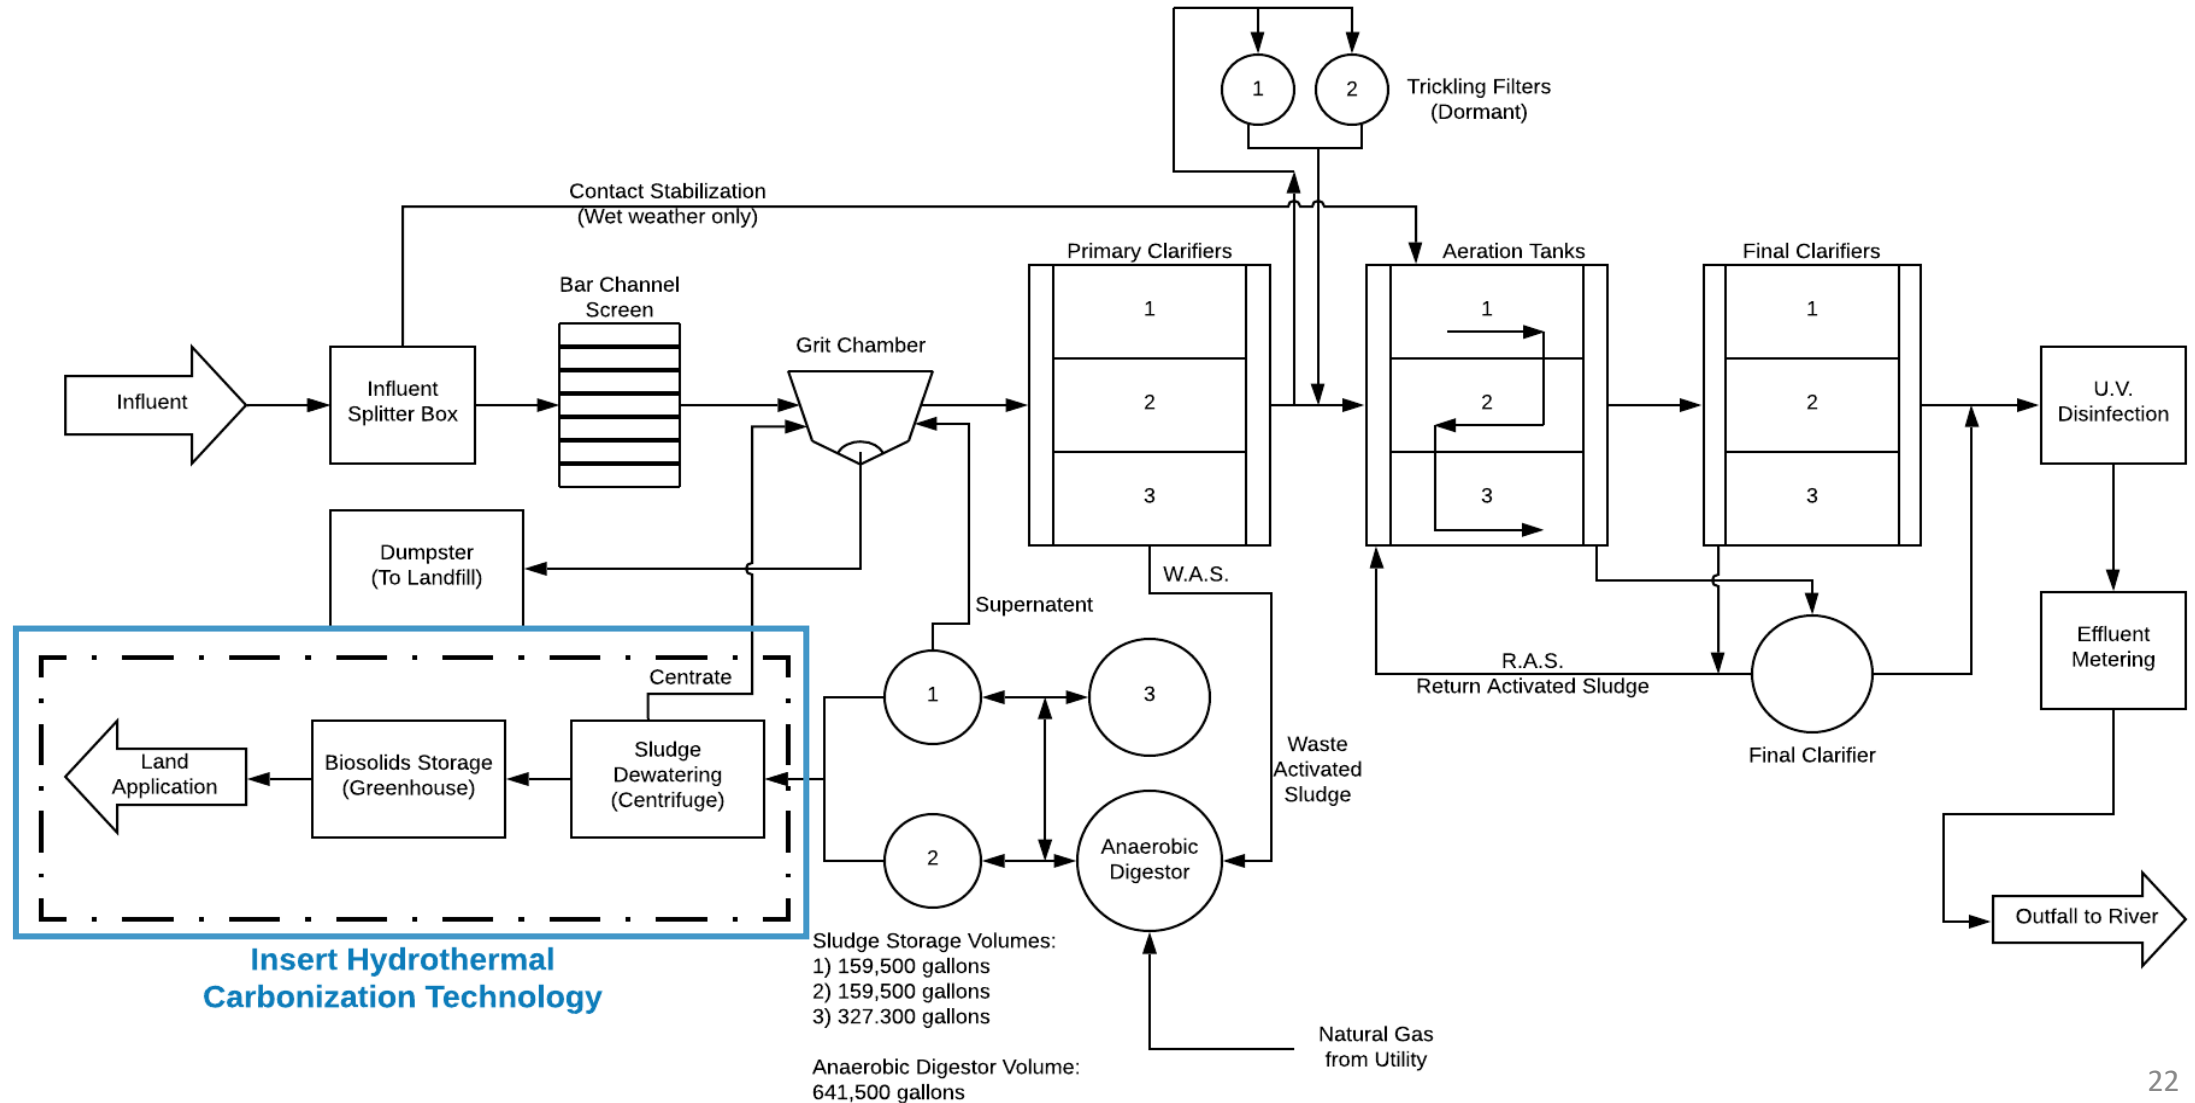 1
2
Trickling Filters
(Dormant)
Contact Stabilization
(Wet weather only)
Primary Clarifiers
Aeration Tanks
Final Clarifiers
Bar Channel
Screen
Grit Chamber
Influent
Influent
Splitter Box
1
2
3
1
2
3
1
2
3
U.V.
Disinfection
Dumpster
(To Landfill)
W.A.S.
Supernatent
Effluent
Metering
R.A.S.
Return Activated Sludge
Final Clarifier
Centrate
1
3
Land
Application
Biosolids Storage
(Greenhouse)
Sludge
Dewatering
(Centrifuge)
Waste
Activated
Sludge
2
Anaerobic
Digestor
Outfall to River
Insert Hydrothermal
Carbonization Technology
Sludge Storage Volumes:
1) 159,500 gallons
2) 159,500 gallons
3) 327.300 gallons
Anaerobic Digestor Volume:
641,500 gallons
Natural Gas
from Utility
22